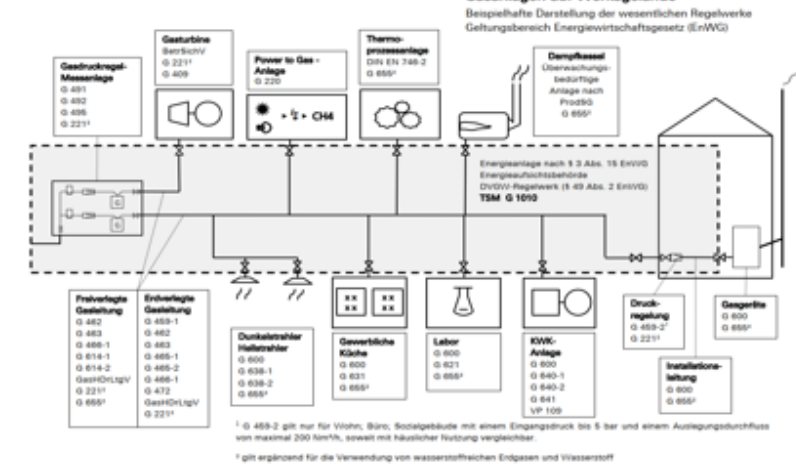 Beispielhafte Darstellung der wesentlichen Regelwerke
Geltungsbereich Energiewirtschaftsgesetz (EnWG)
Gasdruckregel-
Messanlage
G 491
G 492
G 495
G 221²
Gasturbine
BetrSichV
G 221²
G 409
Power to Gas -
Anlage
G 220
CH4
Thermo-
prozessanlage
DIN EN 746-2
G 655²
Dampfkessel
Überwachungs-
bedürftige
Anlage nach
ProdSG
G 655²
Energieanlage nach § 3 Abs. 15 EnWG
Energieaufsichtsbehörde
DVGW-Regelwerk (§ 49 Abs. 2 EnWG)
TSM G 1010
G
G
Freiverlegte
Gasleitung
G 462
G 463
G 466-1
G 614-1
G 614-2
GasHDrLtgV
G 221²
G 655²
Erdverlegte
Gasleitung
G 459-1
G 462
G 463
G 465-1
G 465-2
G 466-1
G 472
GasHDrLtgV
G 221²
Dunkelstrahler
Hellstrahler
G 600
G 638-1
G 638-2
G 655²
Gewerbliche
Küche
G 600
G 631
G 655²
Labor
G 600
G 621
G 655²
KWK-
Anlage
G 600
G 640-1
G 640-2
G 641
VP 109
Druck-
regelung
G 459-2¹
G 221²
Installations-
leitung
G 600
G 655²
Gasgeräte
G 600
G 655²
¹ G 459-2 gilt nur für Wohn; Büro; Sozialgebäude mit einem Eingangsdruck bis 5 bar und einem Auslegungsdurchfluss
von maximal 200 Nm³/h, soweit mit häuslicher Nutzung vergleichbar.
² gilt ergänzend für die Verwendung von wasserstoffreichen Erdgasen und Wasserstoff